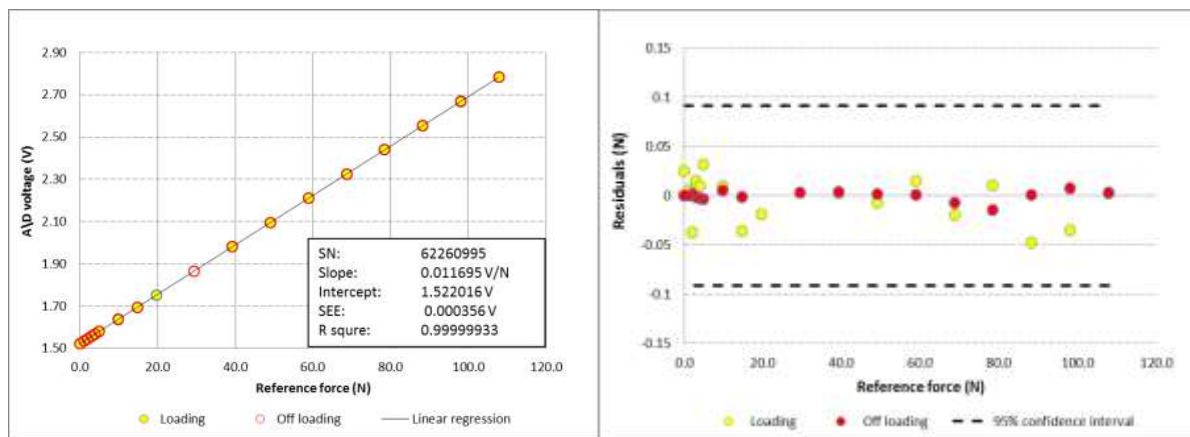 2.90
2.70
2.50
2.30
2.10
1.90
1.70
1.50
A\D voltage (V)
SN: 62260995
Slope: 0.011695 V/N
Intercept: 1.522016 V
SEE: 0.000356 V
R squre: 0.99999933
0.0 20.0 40.0 60.0 80.0 100.0 120.0
Reference force (N)
Loading Off loading Linear regression
0.15
0.1
0.05
0
-0.05
-0.1
-0.15
Residuals (N)
0.0 20.0 40.0 60.0 80.0 100.0 120.0
Reference force (N)
Loading Off loading 95% confidence interval